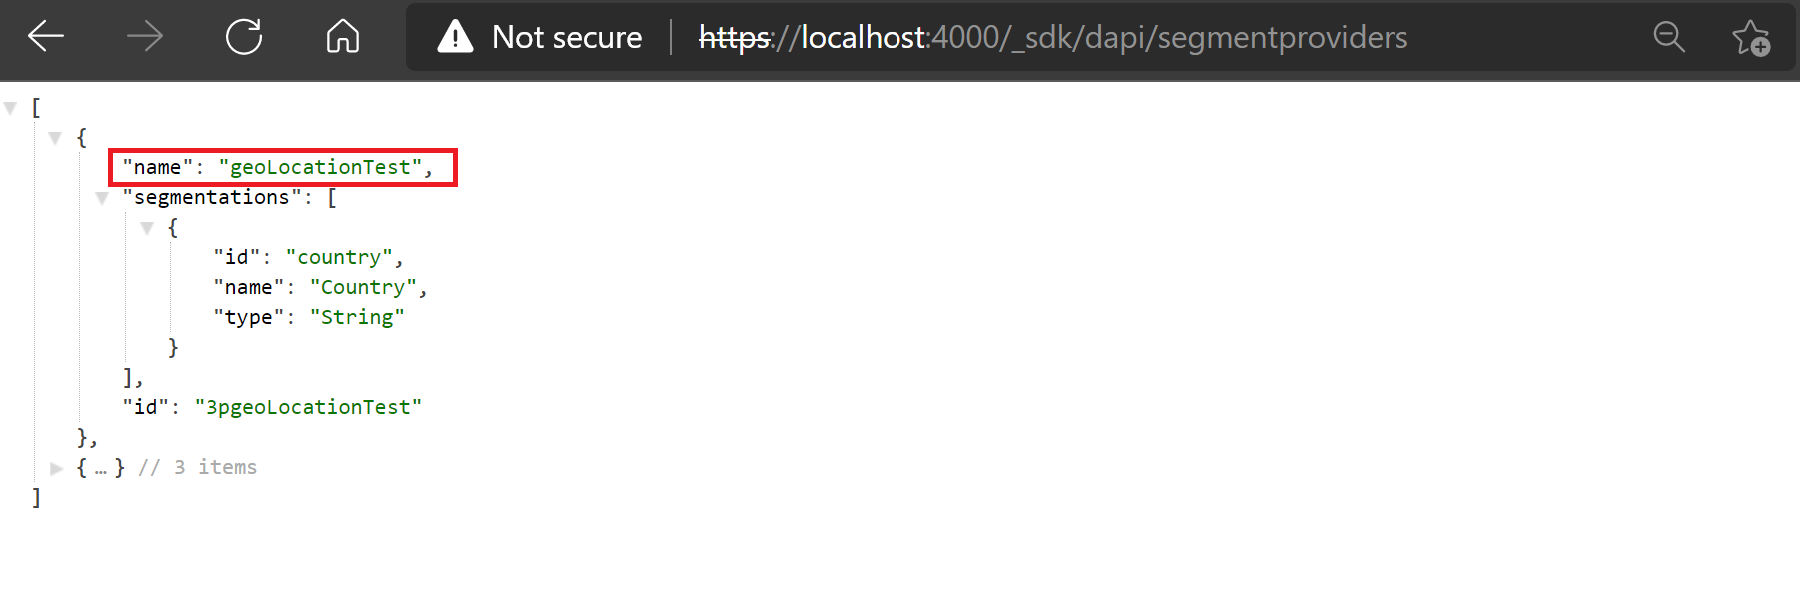 Not secure https://localhost:4000/_sdk/dapi/segmentproviders
[
{
"name": "geoLocationTest",
"segmentations": [
{
"id": "country",
"name": "Country",
"type": "String"
}
],
"id": "3pgeoLocationTest"
},
{ … } // 3 items
]